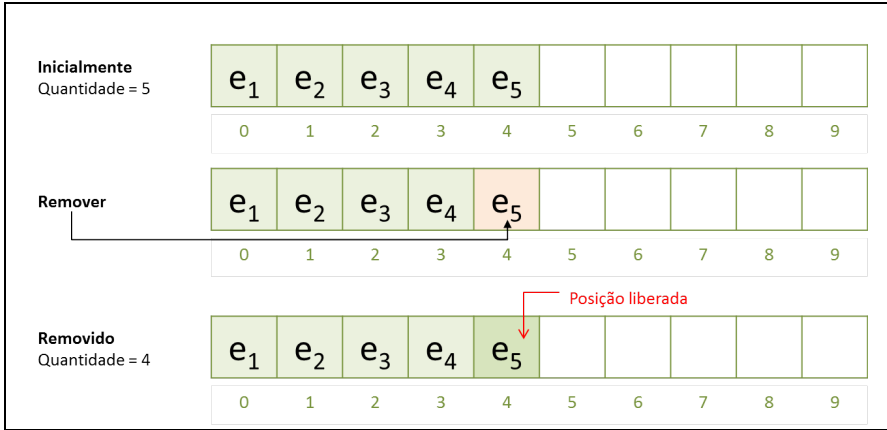 Inicialmente
Quantidade = 5
e1 e2 e3 e4 e5
0 1 2 3 4 5 6 7 8 9
Remover
e1 e2 e3 e4 e5
0 1 2 3 4 5 6 7 8 9
Posição liberada
Removido
Quantidade = 4
e1 e2 e3 e4 e5
0 1 2 3 4 5 6 7 8 9